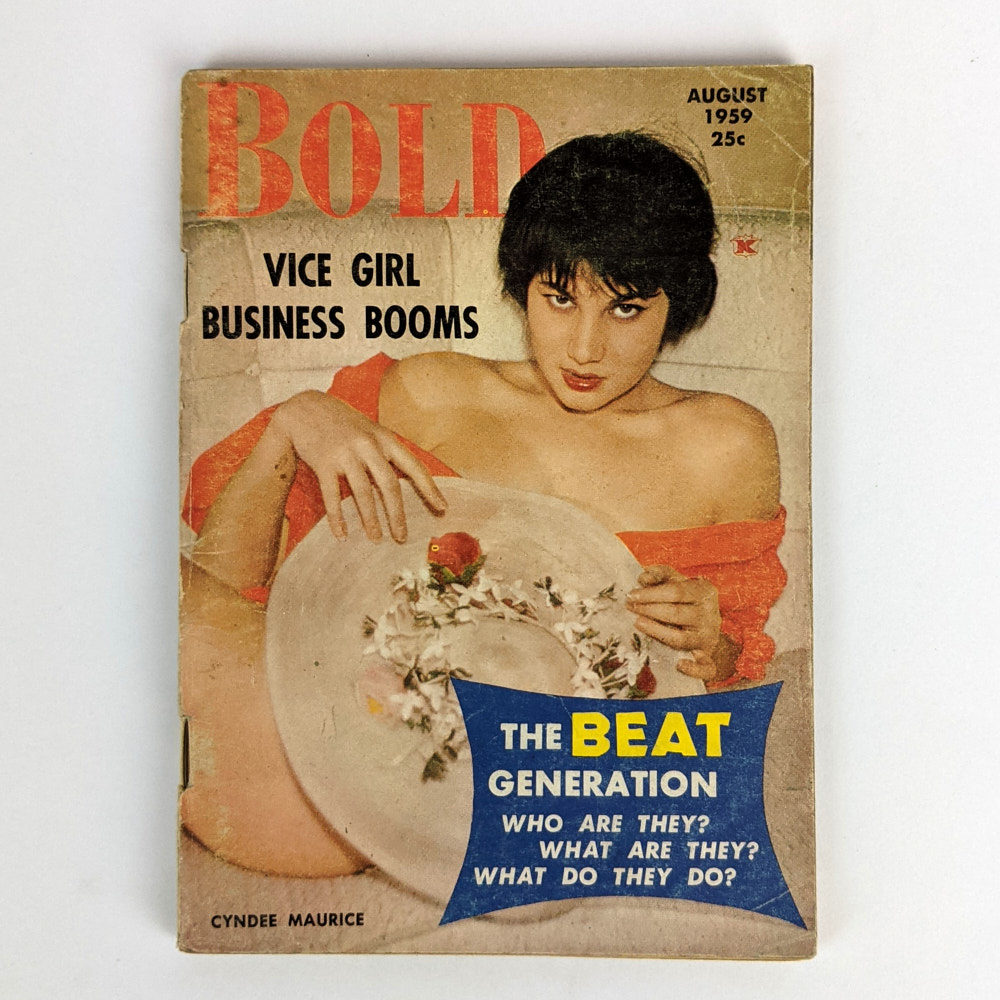 BOLD
AUGUST
1959
25c
K
VICE GIRL
BUSINESS BOOMS
THE BEAT
GENERATION
WHO ARE THEY?
WHAT ARE THEY?
WHAT DO THEY DO?
CYNDEE MAURICE